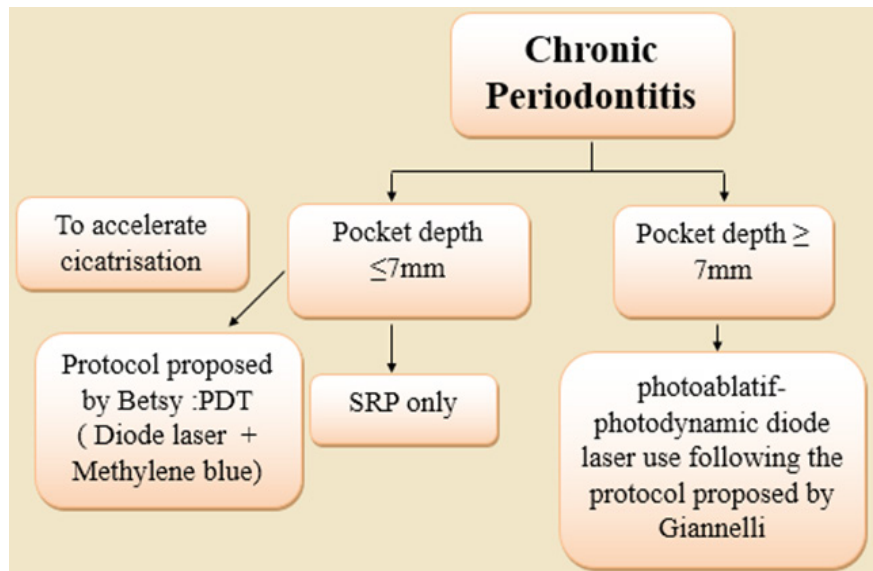 Chronic
Periodontitis
To accelerate
cicatrisation
Pocket depth
≤7mm
Pocket depth ≥
7mm
Protocol proposed
by Betsy :PDT
( Diode laser +
Methylene blue)
SRP only
photoablatif-
photodynamic diode
laser use following the
protocol proposed by
Giannelli